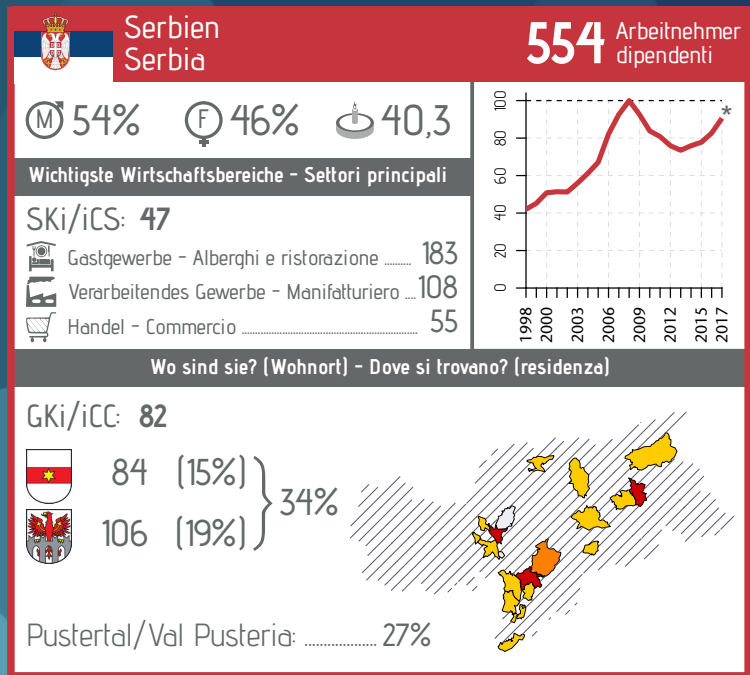 Serbien
Serbia
554 Arbeitnehmer
dipendenti
M 54% F 46% 40,3
Wichtigste Wirtschaftsbereiche - Settori principali
SKi/iCS: 47
Gastgewerbe - Alberghi e ristorazione ......... 183
Verarbeitendes Gewerbe - Manifatturiero ... 108
Handel - Commercio ..................................... 55
100
80
60
40
20
0
*
1998
2000
2003
2006
2009
2012
2015
2017
Wo sind sie? (Wohnort) - Dove si trovano? (residenza)
GKi/iCC: 82
84 (15%)
34%
106 (19%)
Pustertal/Val Pusteria: .................. 27%